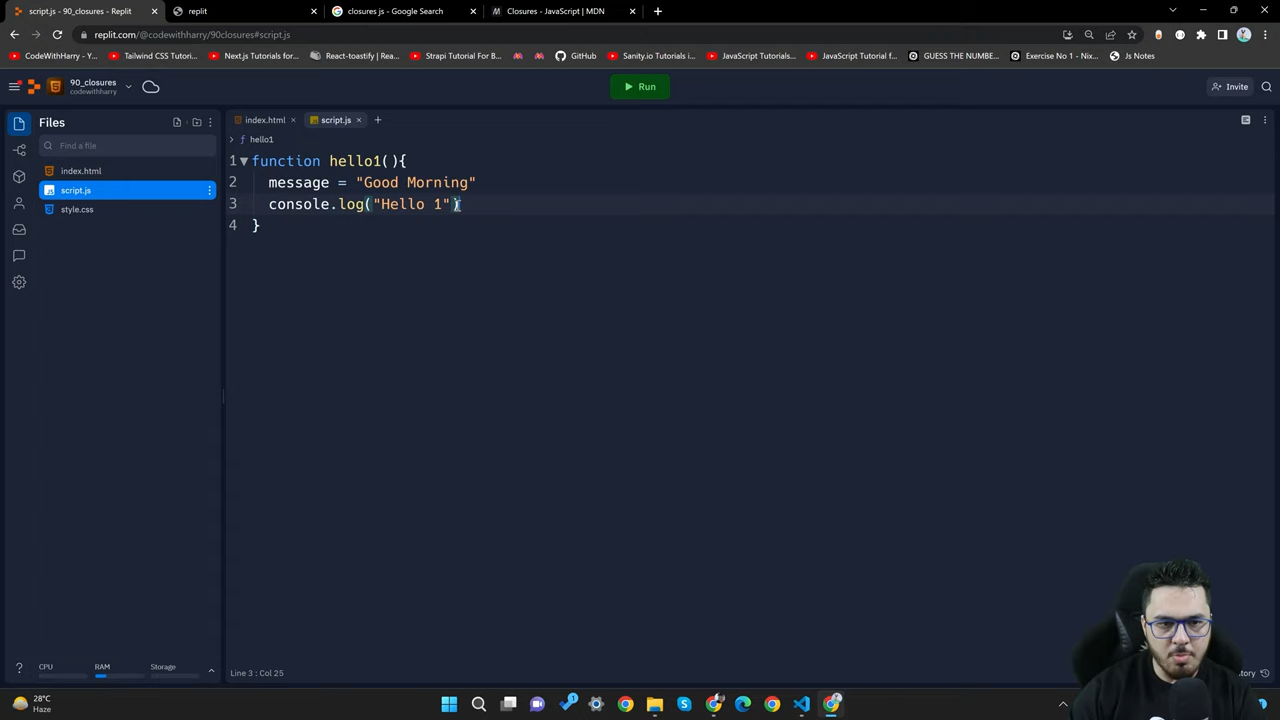 script.js - 90_closures - Replit
replit
closures js - Google Search
Closures - JavaScript | MDN
replit.com/@codewithharry/90closures#script.js
CodeWithHarry - Y...
Tailwind CSS Tutori...
Next.js Tutorials fo...
React-toastify | Rea...
Strapi Tutorial For B...
GitHub
Sanity.io Tutorials i...
JavaScript Tutorials...
JavaScript Tutorial f...
GUESS THE NUMBE...
Exercise No 1 - Nix...
Js Notes
90_closures
codewithharry
Run
Invite
Files
index.html
script.js
Find a file
hello1
index.html
script.js
style.css
1 function hello1(){
2 message = "Good Morning"
3 console.log("Hello 1")
4 }
CPU
RAM
Storage
Line 3 : Col 25
28°C
Haze